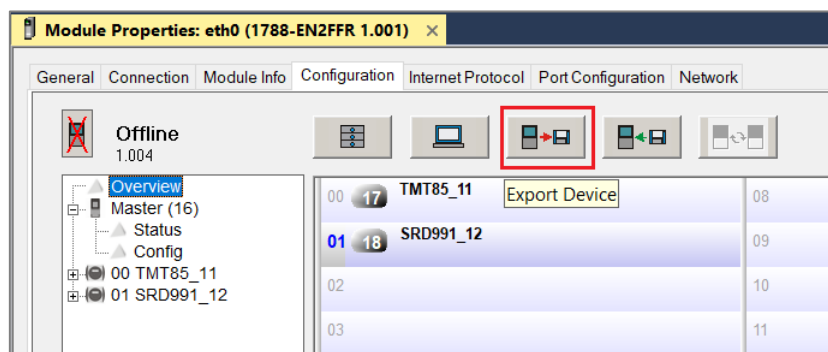 Module Properties: eth0 (1788-EN2FFR 1.001) ×
General Connection Module Info Configuration Internet Protocol Port Configuration Network
Offline
1.004
Overview
Master (16)
Status
Config
00 TMT85_11
01 SRD991_12
00 17 TMT85_11
Export Device
08
01 18 SRD991_12
09
02
10
03
11